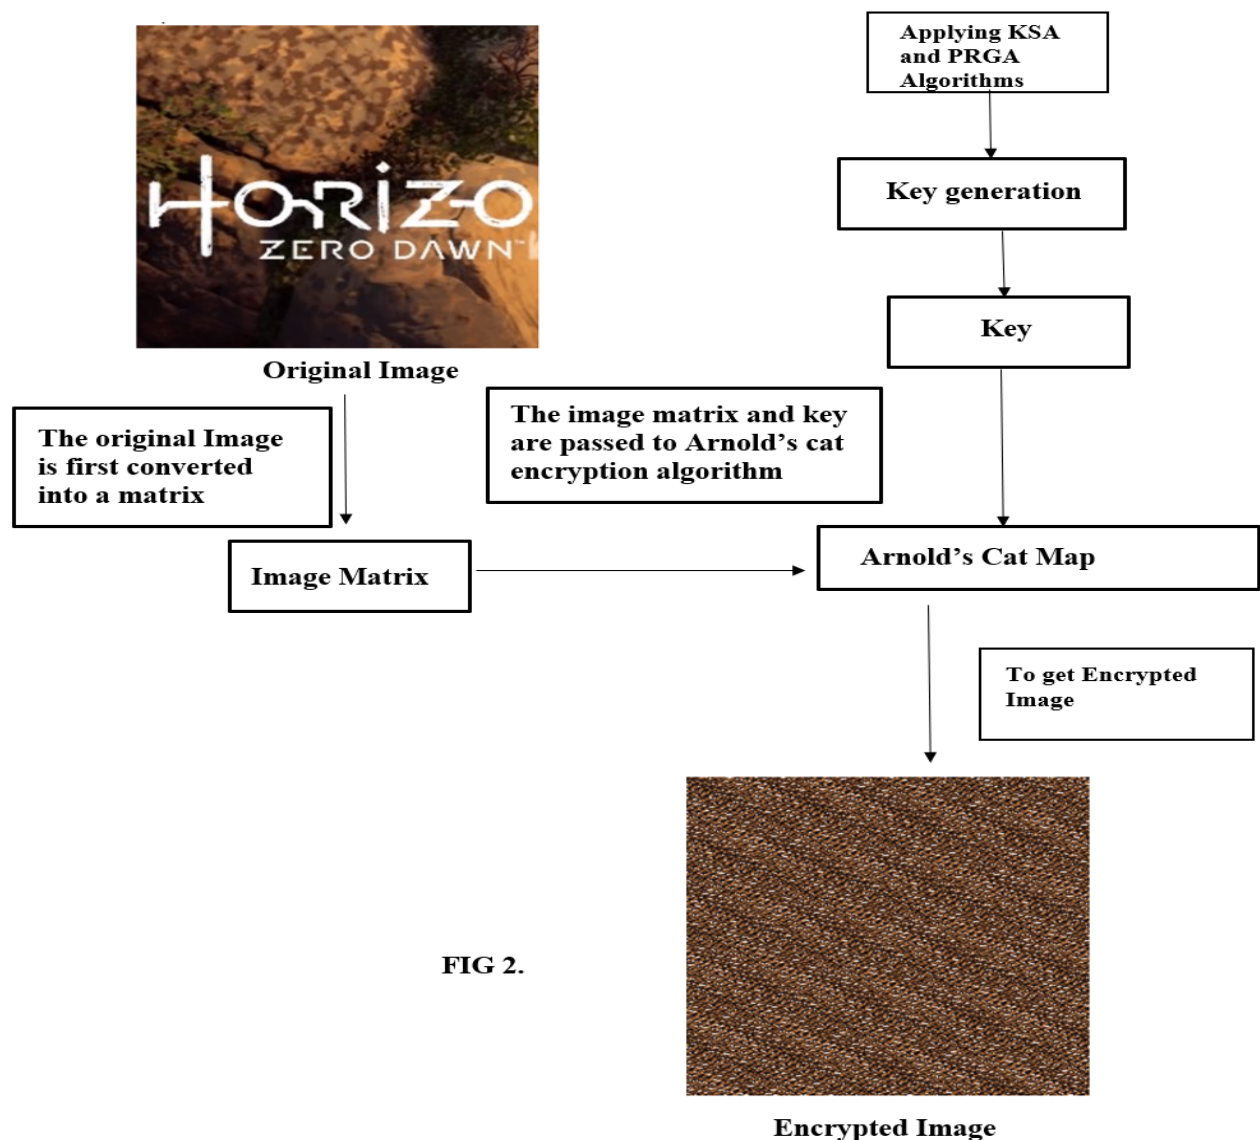 Applying KSA
and PRGA
Algorithms
HORIZO
ZERO DAWN™
Key generation
Key
Original Image
The original Image
is first converted
into a matrix
The image matrix and key
are passed to Arnold’s cat
encryption algorithm
Image Matrix
Arnold’s Cat Map
To get Encrypted
Image
FIG 2.
Encrypted Image